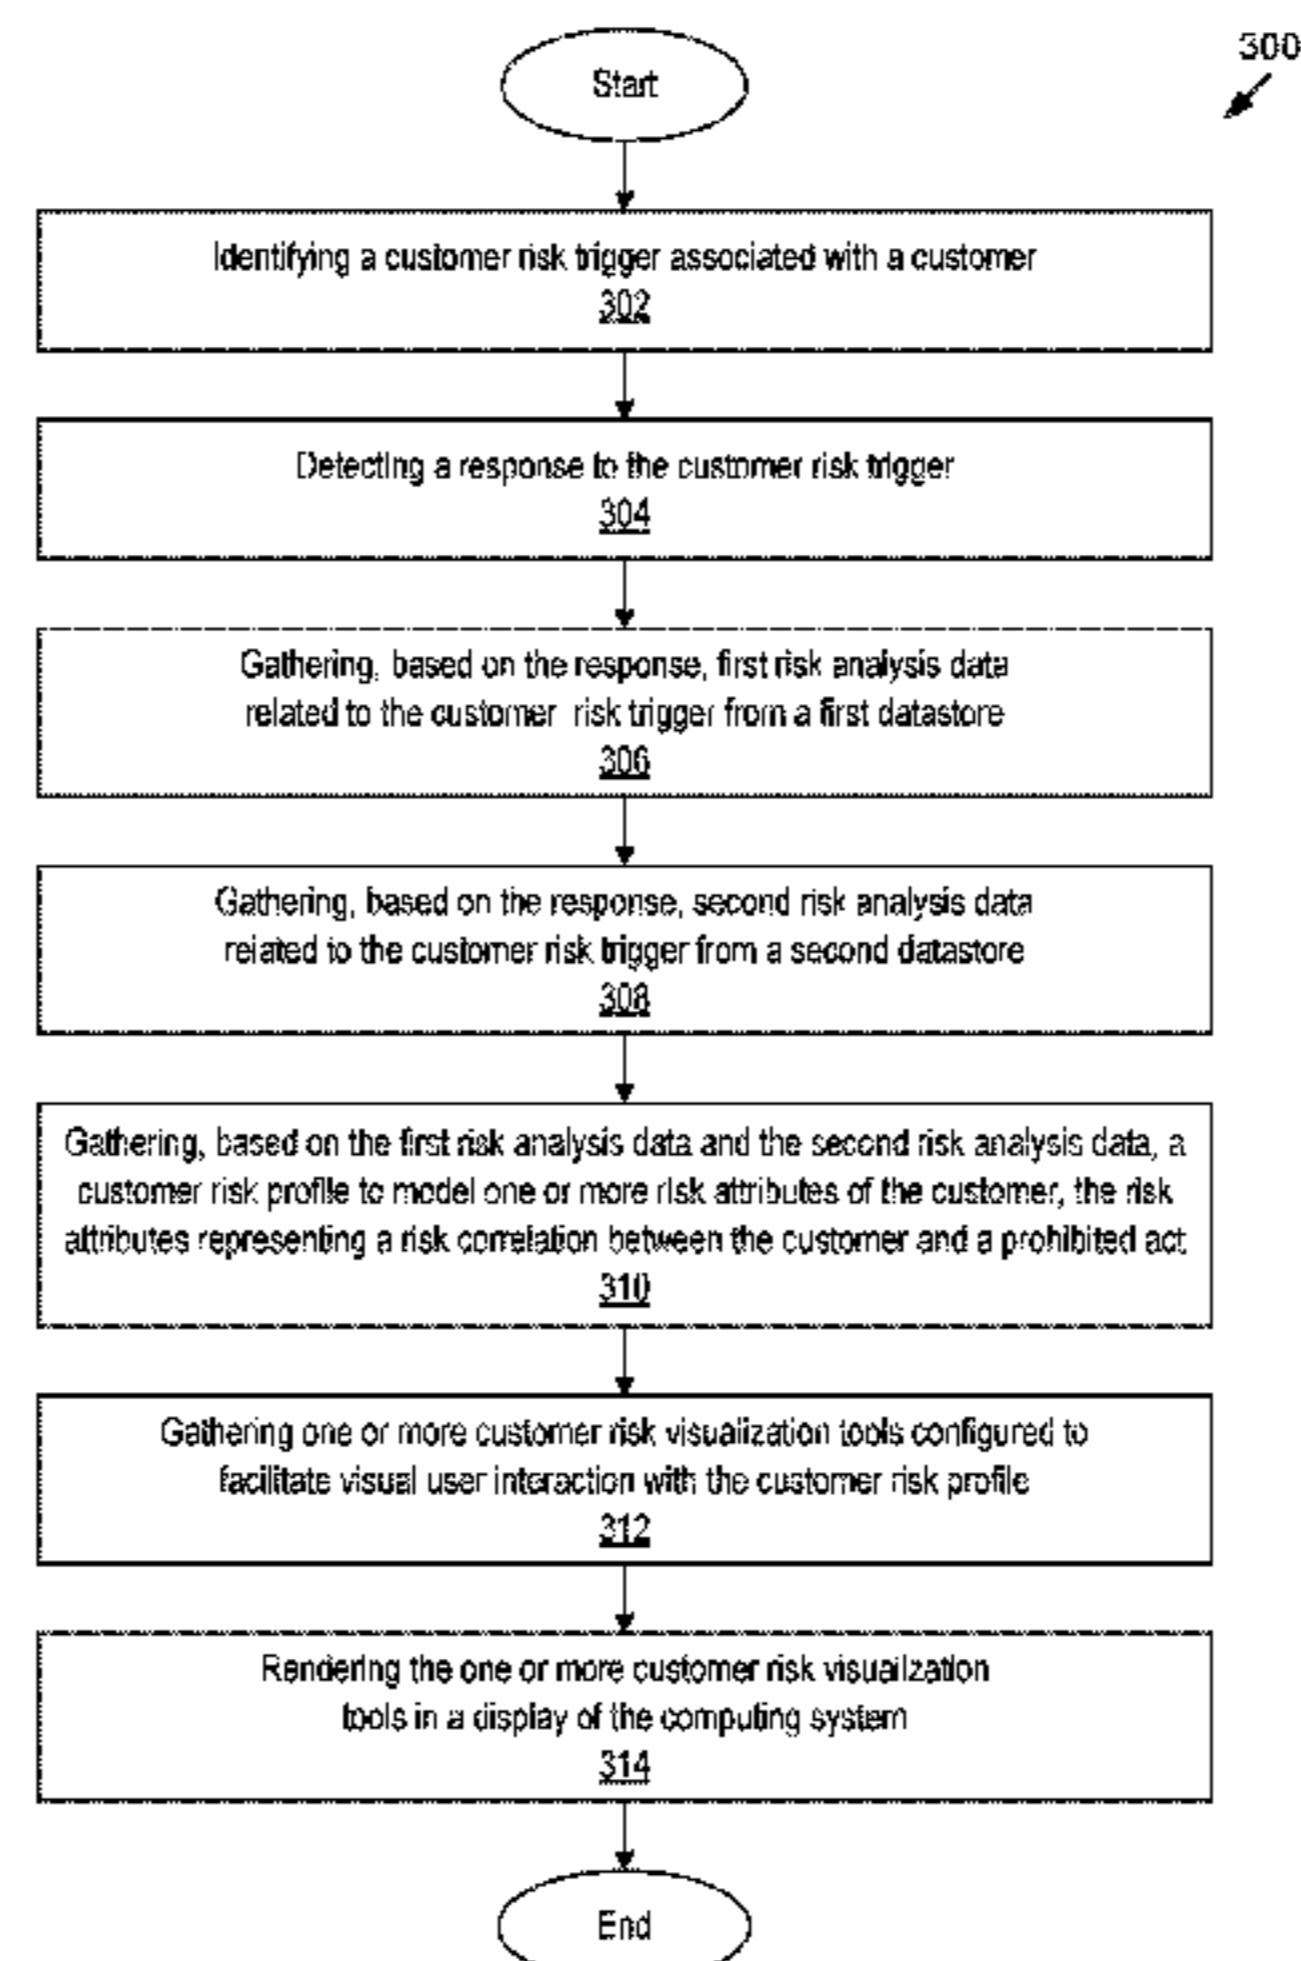 300
Start
Identifying a customer risk trigger associated with a customer
302
Detecting a response to the customer risk trigger
304
Gathering, based on the response, first risk analysis data
related to the customer risk trigger from a first datastore
306
Gathering, based on the response, second risk analysis data
related to the customer risk trigger from a second datastore
308
Gathering, based on the first risk analysis data and the second risk analysis data, a
customer risk profile to model one or more risk attributes of the customer, the risk
attributes representing a risk correlation between the customer and a prohibited act
310
Gathering one or more customer risk visualization tools configured to
facilitate visual user interaction with the customer risk profile
312
Rendering the one or more customer risk visualization
tools in a display of the computing system
314
End